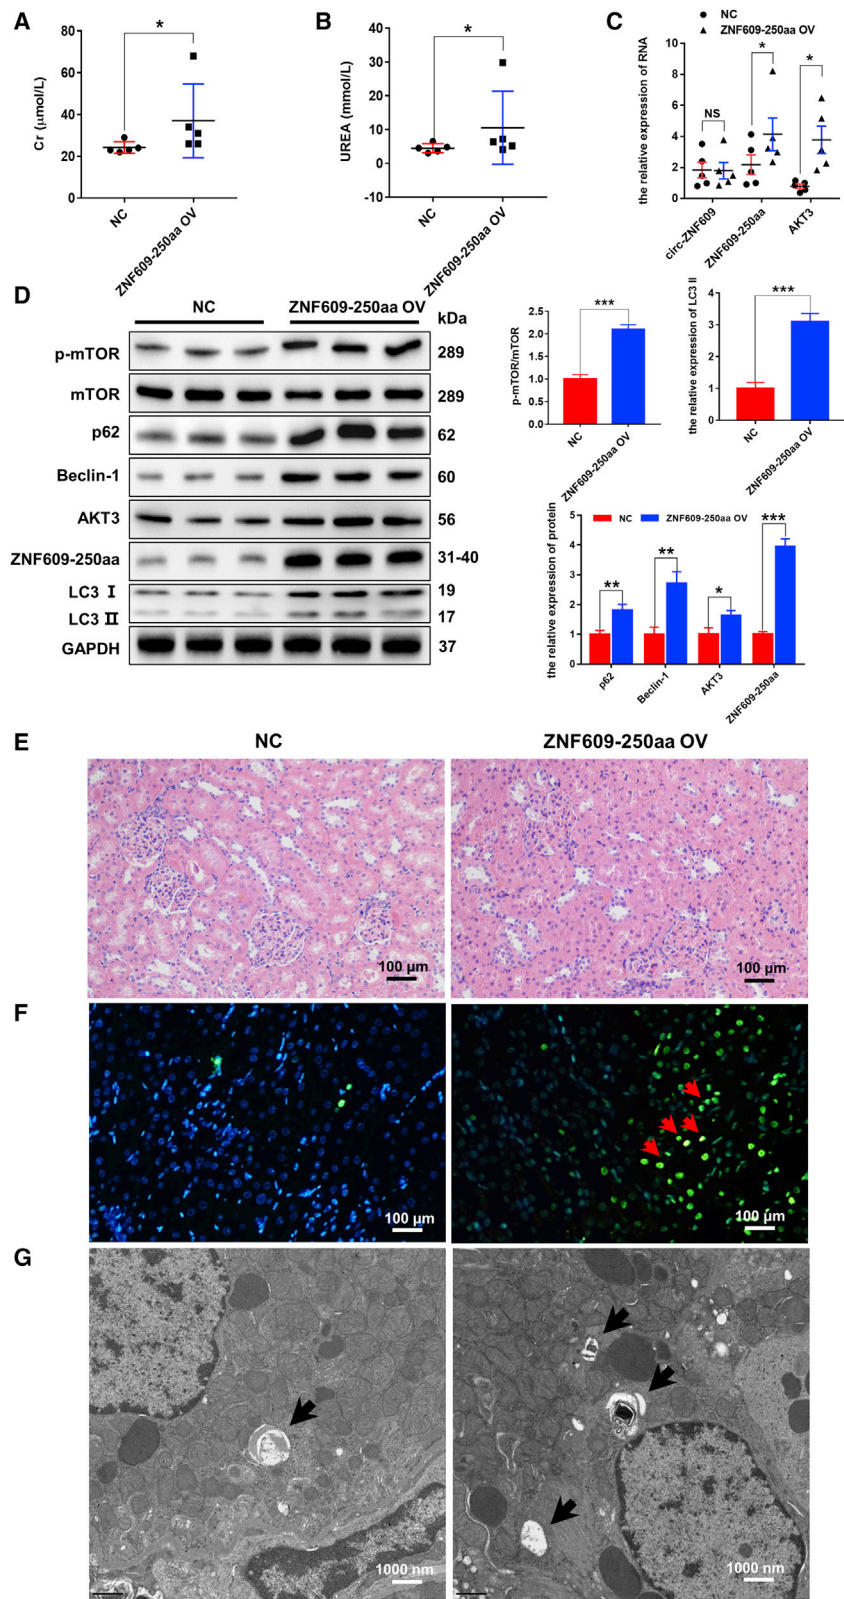 A
Cr (μmol/L)
80
60
40
20
0
*
NC
ZNF609-250aa OV
B
UREA (mmol/L)
40
30
20
10
0
-10
*
NC
ZNF609-250aa OV
C
NC
ZNF609-250aa OV
the relative expression of RNA
10
8
6
4
2
0
NS
*
*
circ-ZNF609
ZNF609-250aa
AKT3
D
NC
ZNF609-250aa OV
kDa
p-mTOR
289
mTOR
289
p62
62
Beclin-1
60
AKT3
56
ZNF609-250aa
31-40
LC3 Ⅰ
19
LC3 Ⅱ
17
GAPDH
37
p-mTOR/mTOR
2.5
2.0
1.5
1.0
0.5
0.0
***
NC
ZNF609-250aa OV
the relative expression of LC3 II
4
3
2
1
0
***
NC
ZNF609-250aa OV
the relative expression of protein
NC
ZNF609-250aa OV
5
4
3
2
1
0
**
**
*
***
p62
Beclin-1
AKT3
ZNF609-250aa
E
NC
ZNF609-250aa OV
100 μm
100 μm
F
100 μm
100 μm
G
1000 nm
1000 nm